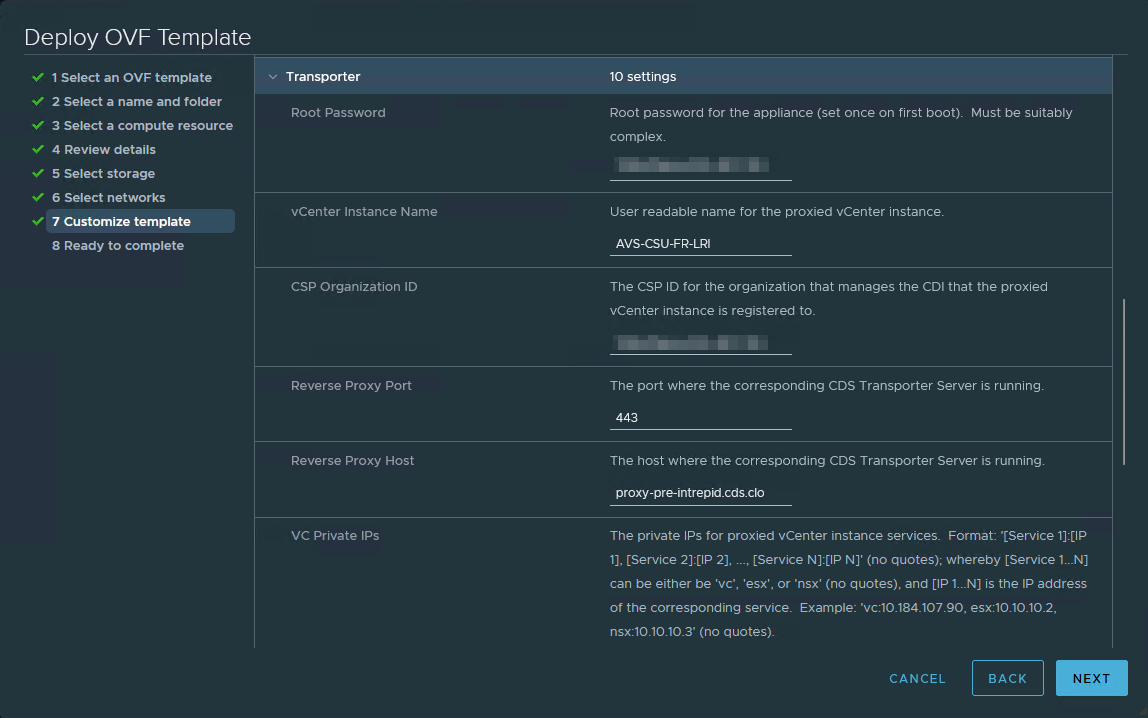 Deploy OVF Template
1 Select an OVF template
2 Select a name and folder
3 Select a compute resource
4 Review details
5 Select storage
6 Select networks
7 Customize template
8 Ready to complete
Transporter 10 settings
Root Password
Root password for the appliance (set once on first boot). Must be suitably
complex.
vCenter Instance Name
User readable name for the proxied vCenter instance.
AVS-CSU-FR-LRI
CSP Organization ID
The CSP ID for the organization that manages the CDI that the proxied
vCenter instance is registered to.
Reverse Proxy Port
The port where the corresponding CDS Transporter Server is running.
443
Reverse Proxy Host
The host where the corresponding CDS Transporter Server is running.
proxy-pre-intrepid.cds.clo
VC Private IPs
The private IPs for proxied vCenter instance services. Format: '[Service 1]:[IP
1], [Service 2]:[IP 2], ..., [Service N]:[IP N]' (no quotes); whereby [Service 1...N]
can be either be 'vc', 'esx', or 'nsx' (no quotes), and [IP 1...N] is the IP address
of the corresponding service. Example: 'vc:10.184.107.90, esx:10.10.10.2,
nsx:10.10.10.3' (no quotes).
CANCEL
BACK
NEXT